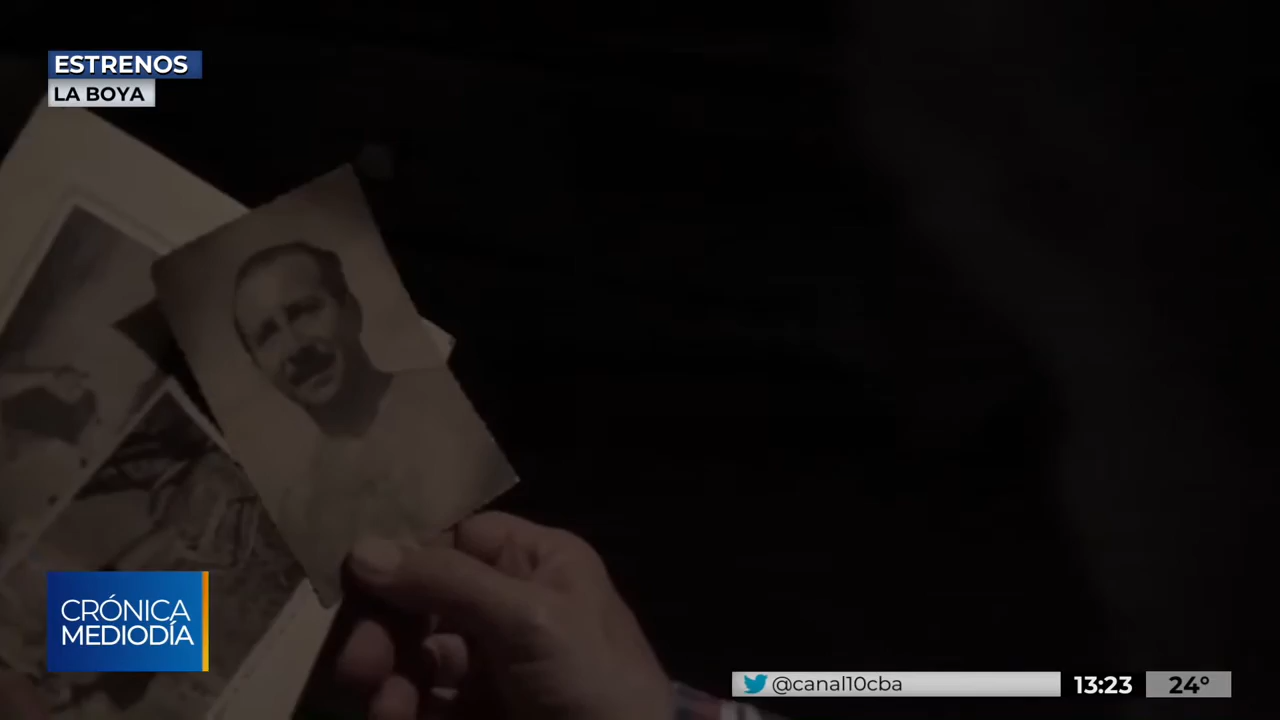 ESTRENOS
LA BOYA
CRÓNICA
MEDIODÍA
@canal10cba
13:23
24°